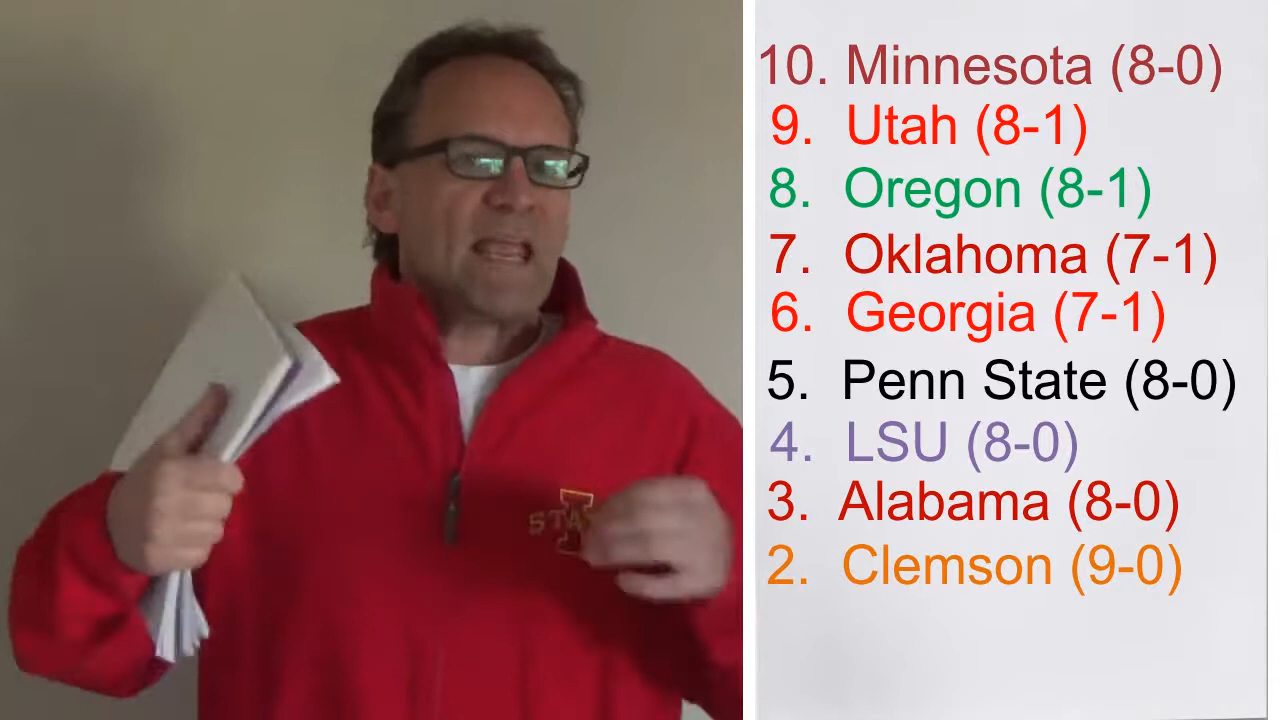 10. Minnesota (8-0)
9. Utah (8-1)
8. Oregon (8-1)
7. Oklahoma (7-1)
6. Georgia (7-1)
5. Penn State (8-0)
4. LSU (8-0)
3. Alabama (8-0)
2. Clemson (9-0)
I